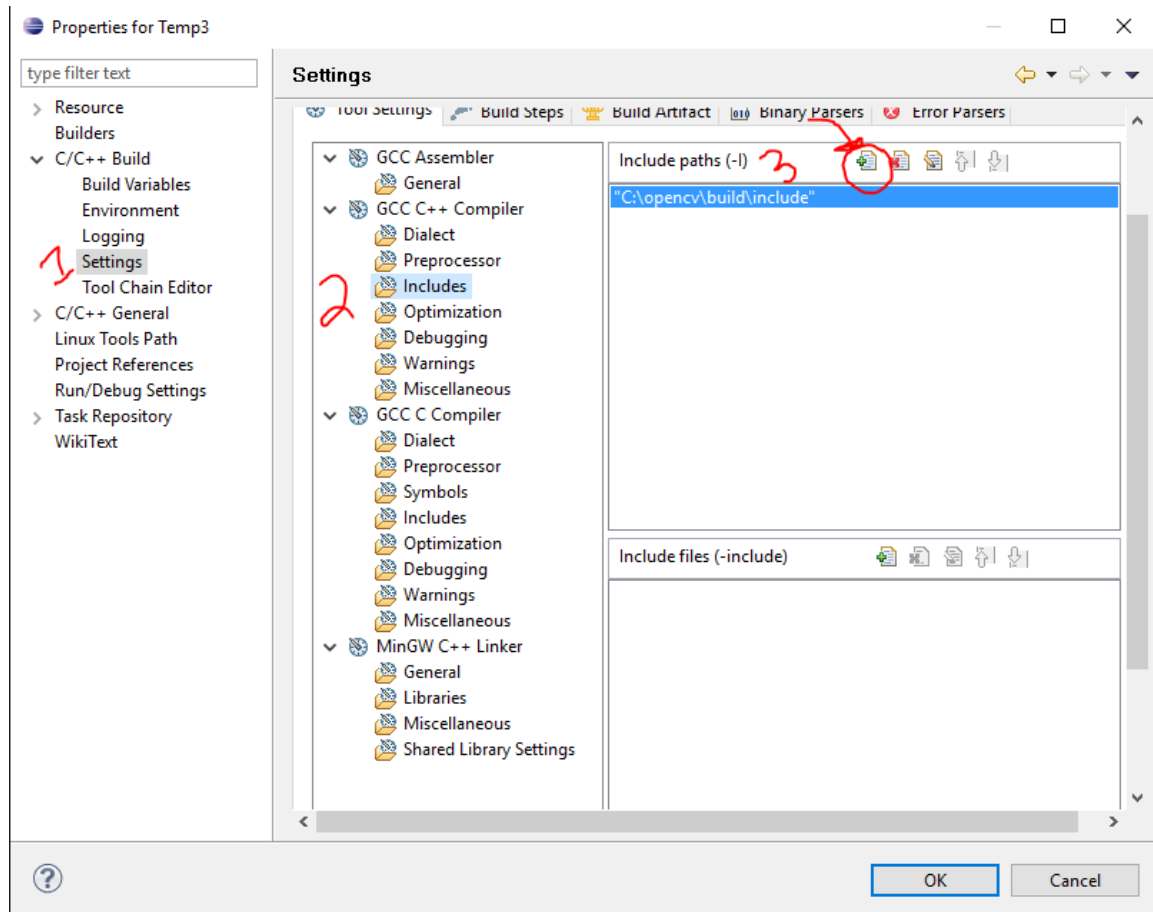 Properties for Temp3
type filter text
Resource
Builders
C/C++ Build
Build Variables
Environment
Logging
1
Settings
Tool Chain Editor
C/C++ General
Linux Tools Path
Project References
Run/Debug Settings
Task Repository
WikiText
Settings
Tool Settings Build Steps Build Artifact Binary Parsers Error Parsers
GCC Assembler
General
GCC C++ Compiler
Dialect
Preprocessor
2
Includes
Optimization
Debugging
Warnings
Miscellaneous
GCC C Compiler
Dialect
Preprocessor
Symbols
Includes
Optimization
Debugging
Warnings
Miscellaneous
MinGW C++ Linker
General
Libraries
Miscellaneous
Shared Library Settings
Include paths (-I) 3
"C:\opencv\build\include"
Include files (-include)
?
OK Cancel